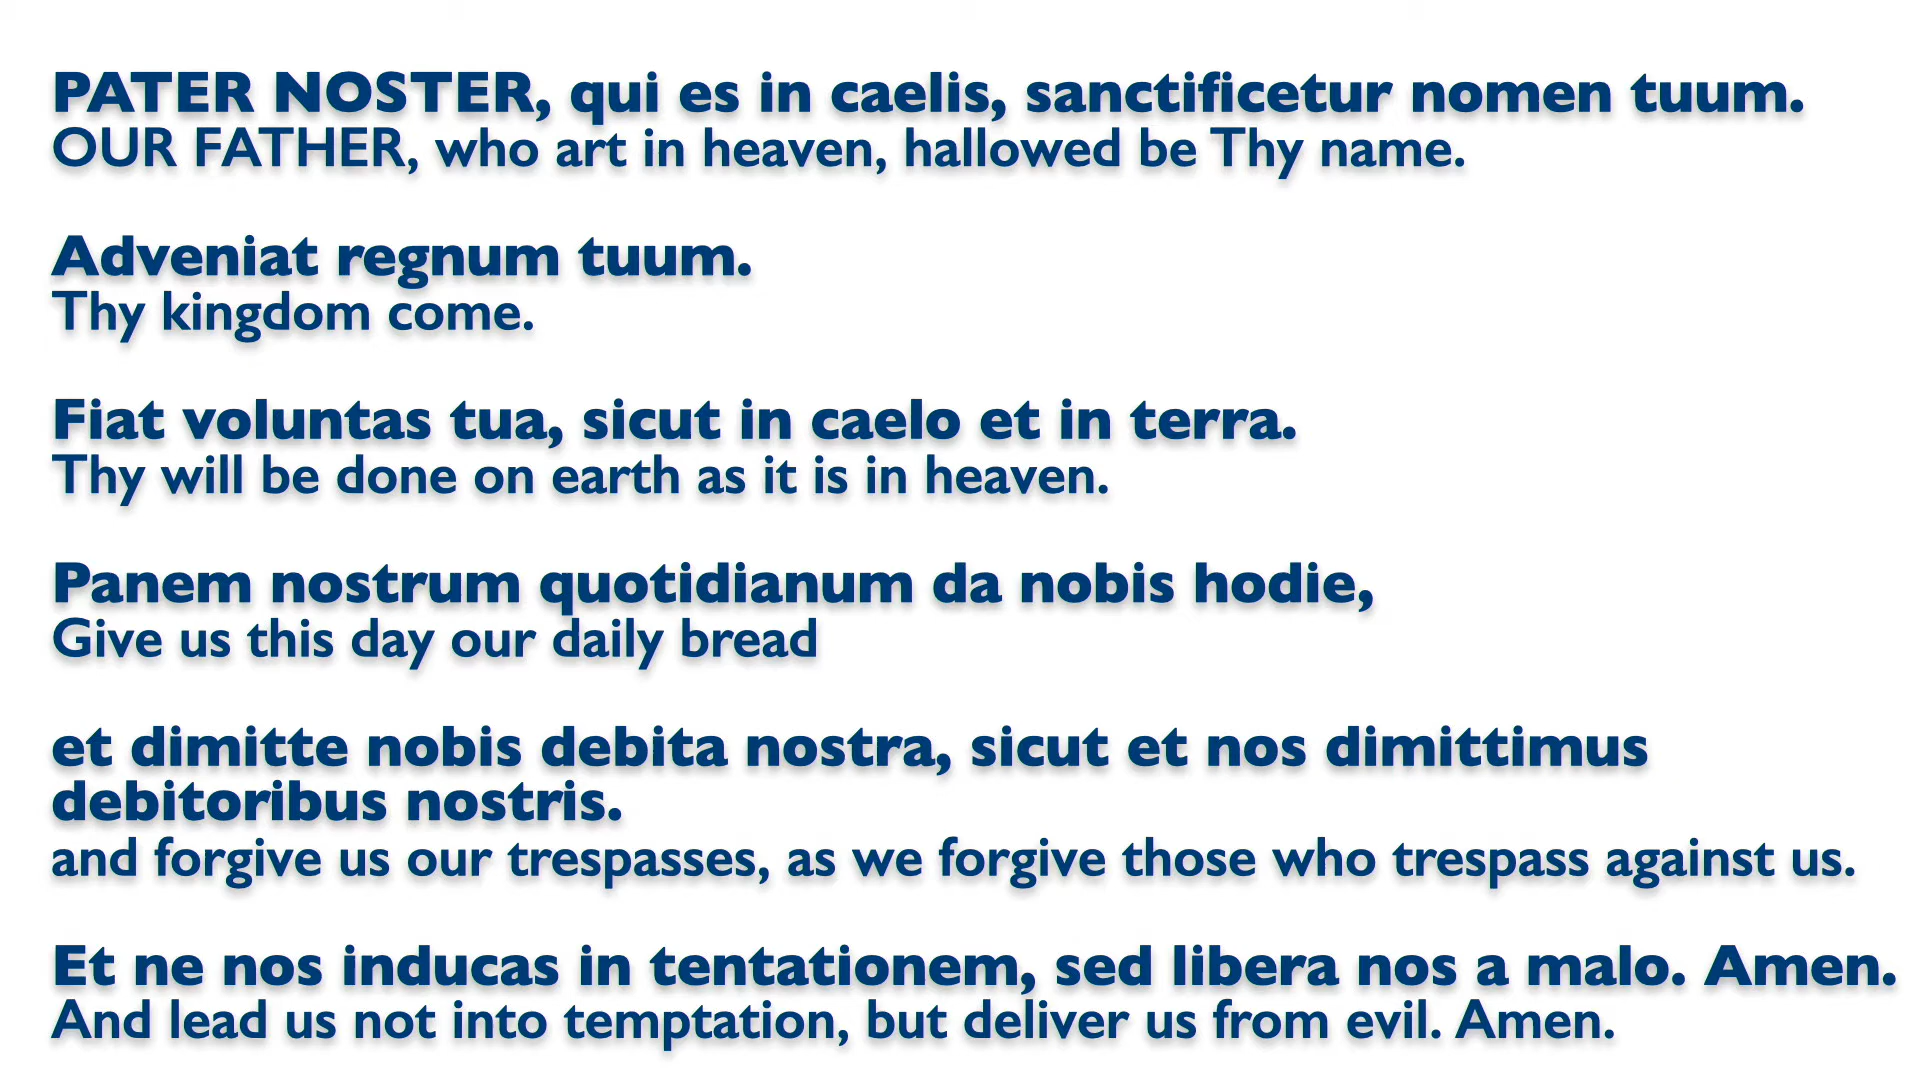 PATER NOSTER, qui es in caelis, sanctificetur nomen tuum.
OUR FATHER, who art in heaven, hallowed be Thy name.
Adveniat regnum tuum.
Thy kingdom come.
Fiat voluntas tua, sicut in caelo et in terra.
Thy will be done on earth as it is in heaven.
Panem nostrum quotidianum da nobis hodie,
Give us this day our daily bread
et dimitte nobis debita nostra, sicut et nos dimittimus
debitoribus nostris.
and forgive us our trespasses, as we forgive those who trespass against us.
Et ne nos inducas in tentationem, sed libera nos a malo. Amen.
And lead us not into temptation, but deliver us from evil. Amen.